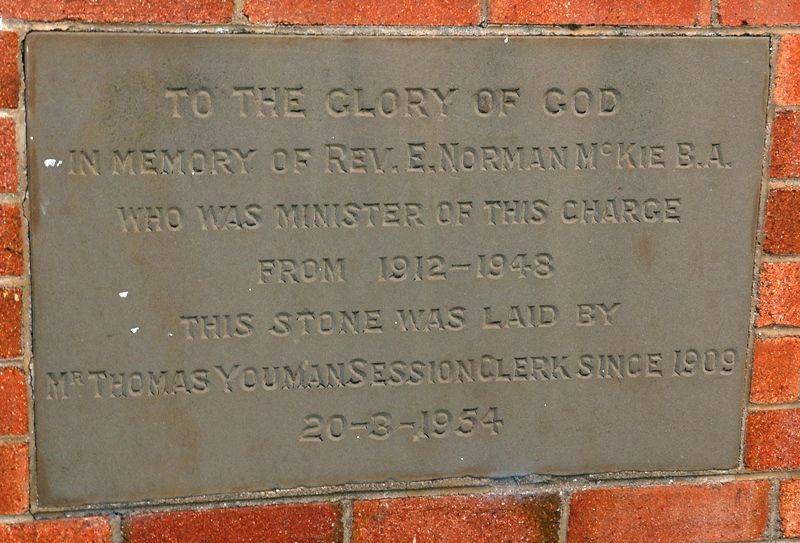 TO THE GLORY OF GOD
IN MEMORY OF REV. E. NORMAN McKIE B.A.
WHO WAS MINISTER OF THIS CHARGE
FROM 1912-1948
THIS STONE WAS LAID BY
Mr THOMAS YOUMAN SESSION CLERK SINCE 1909
20-3-1954